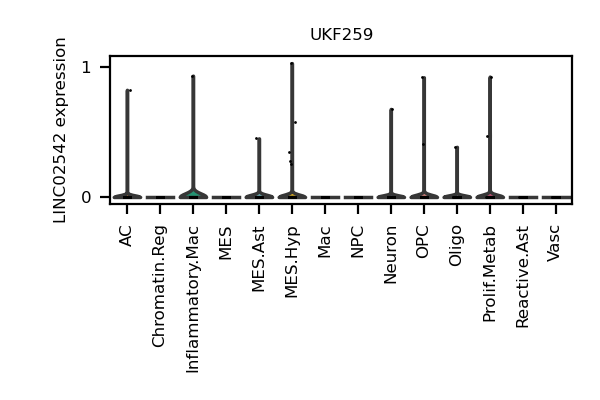 UKF259
LINC02542 expression
1
0
AC
Chromatin.Reg
Inflammatory.Mac
MES
MES.Ast
MES.Hyp
Mac
NPC
Neuron
OPC
Oligo
Prolif.Metab
Reactive.Ast
Vasc